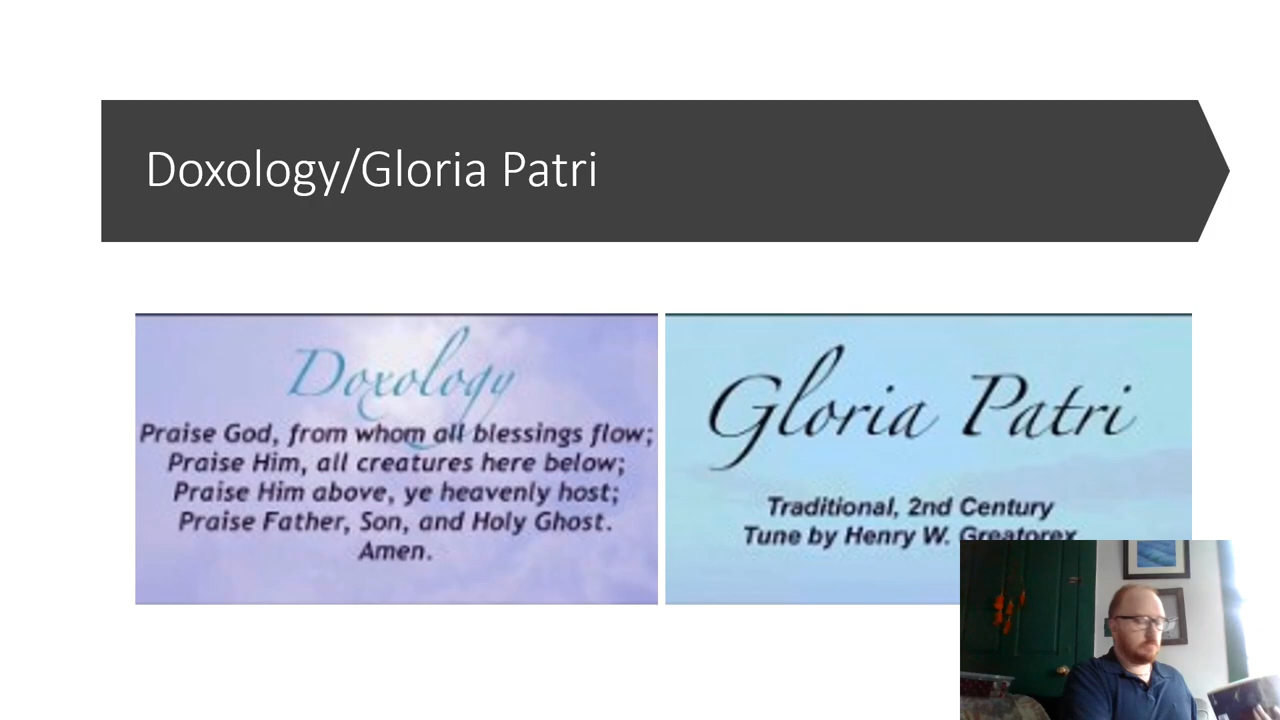 Doxology/Gloria Patri
Doxology
Praise God, from whom all blessings flow;
Praise Him, all creatures here below;
Praise Him above, ye heavenly host;
Praise Father, Son, and Holy Ghost.
Amen.
Gloria Patri
Traditional, 2nd Century
Tune by Henry W. Greatorex